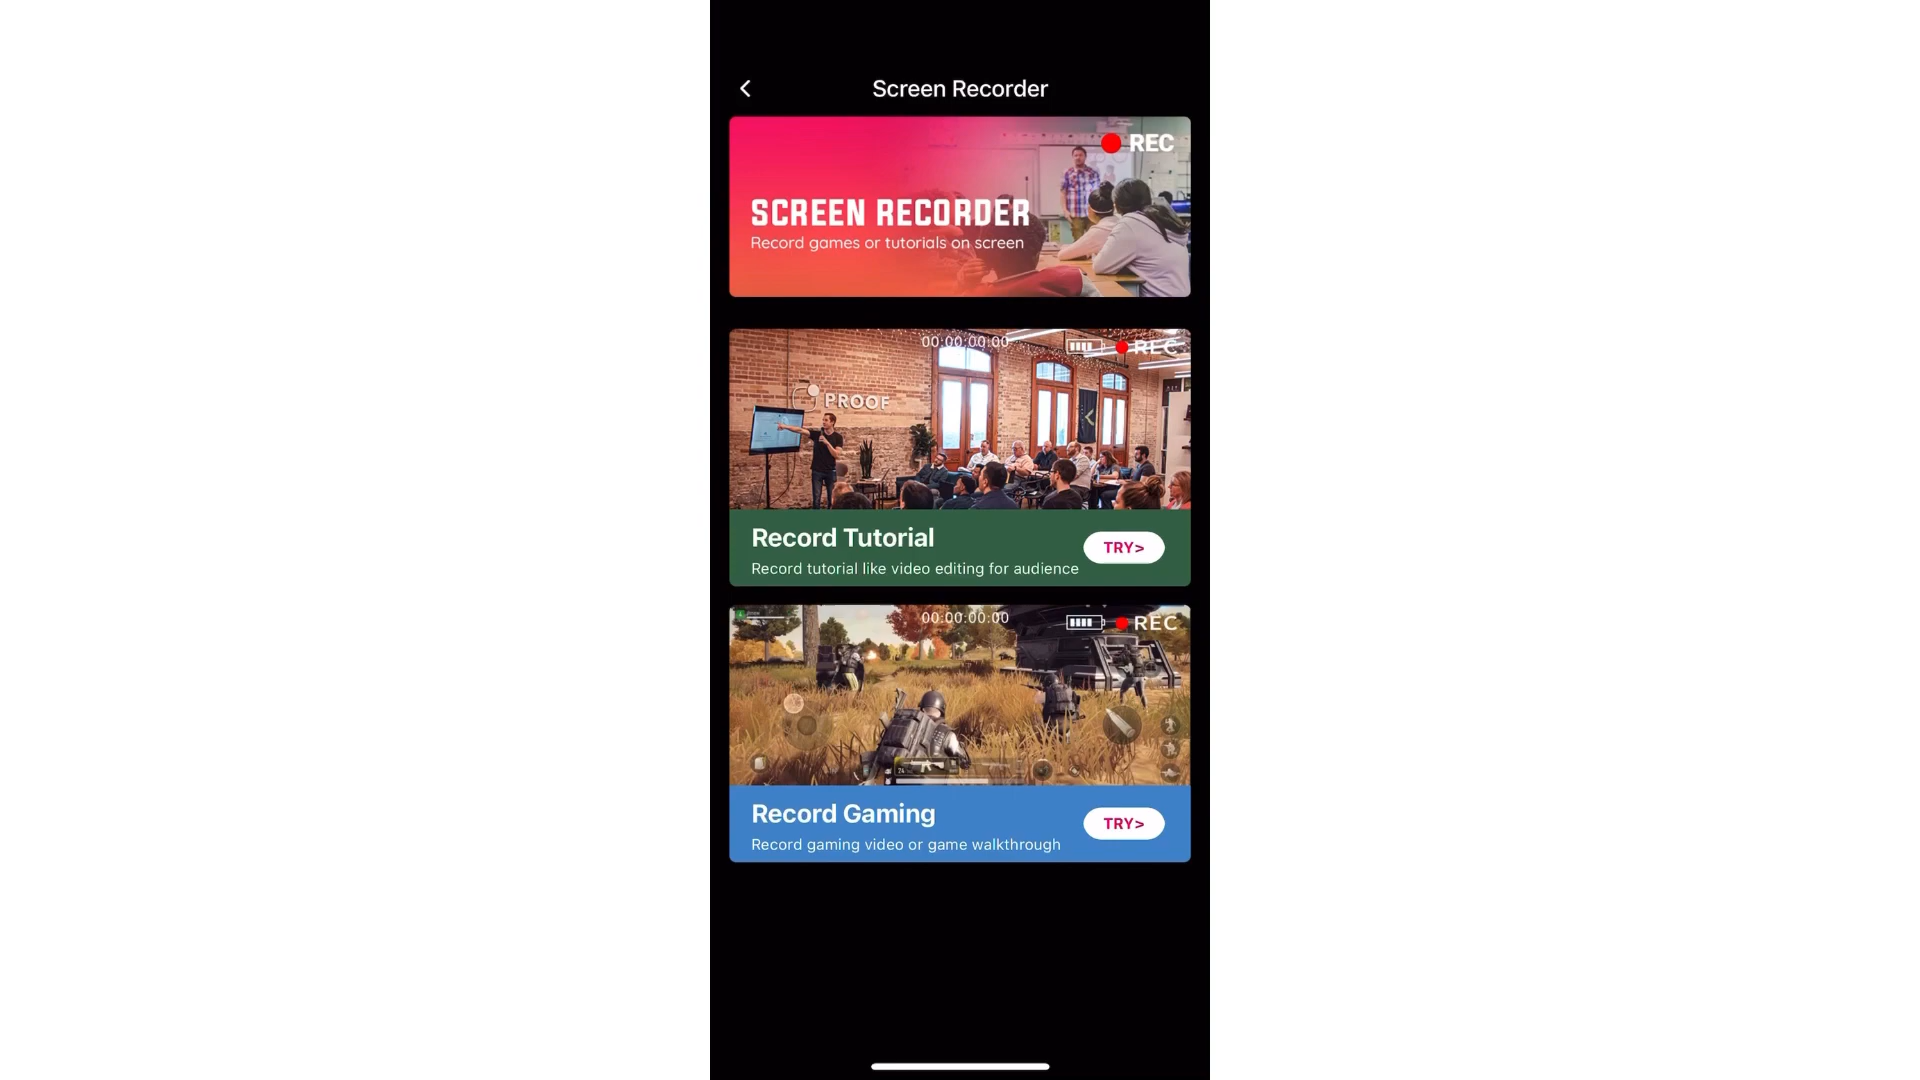 Screen Recorder
REC
SCREEN RECORDER
Record games or tutorials on screen
00:00:00:00
REC
PROOF
Record Tutorial
TRY>
Record tutorial like video editing for audience
00:00:00:00
REC
74
Record Gaming
TRY>
Record gaming video or game walkthrough